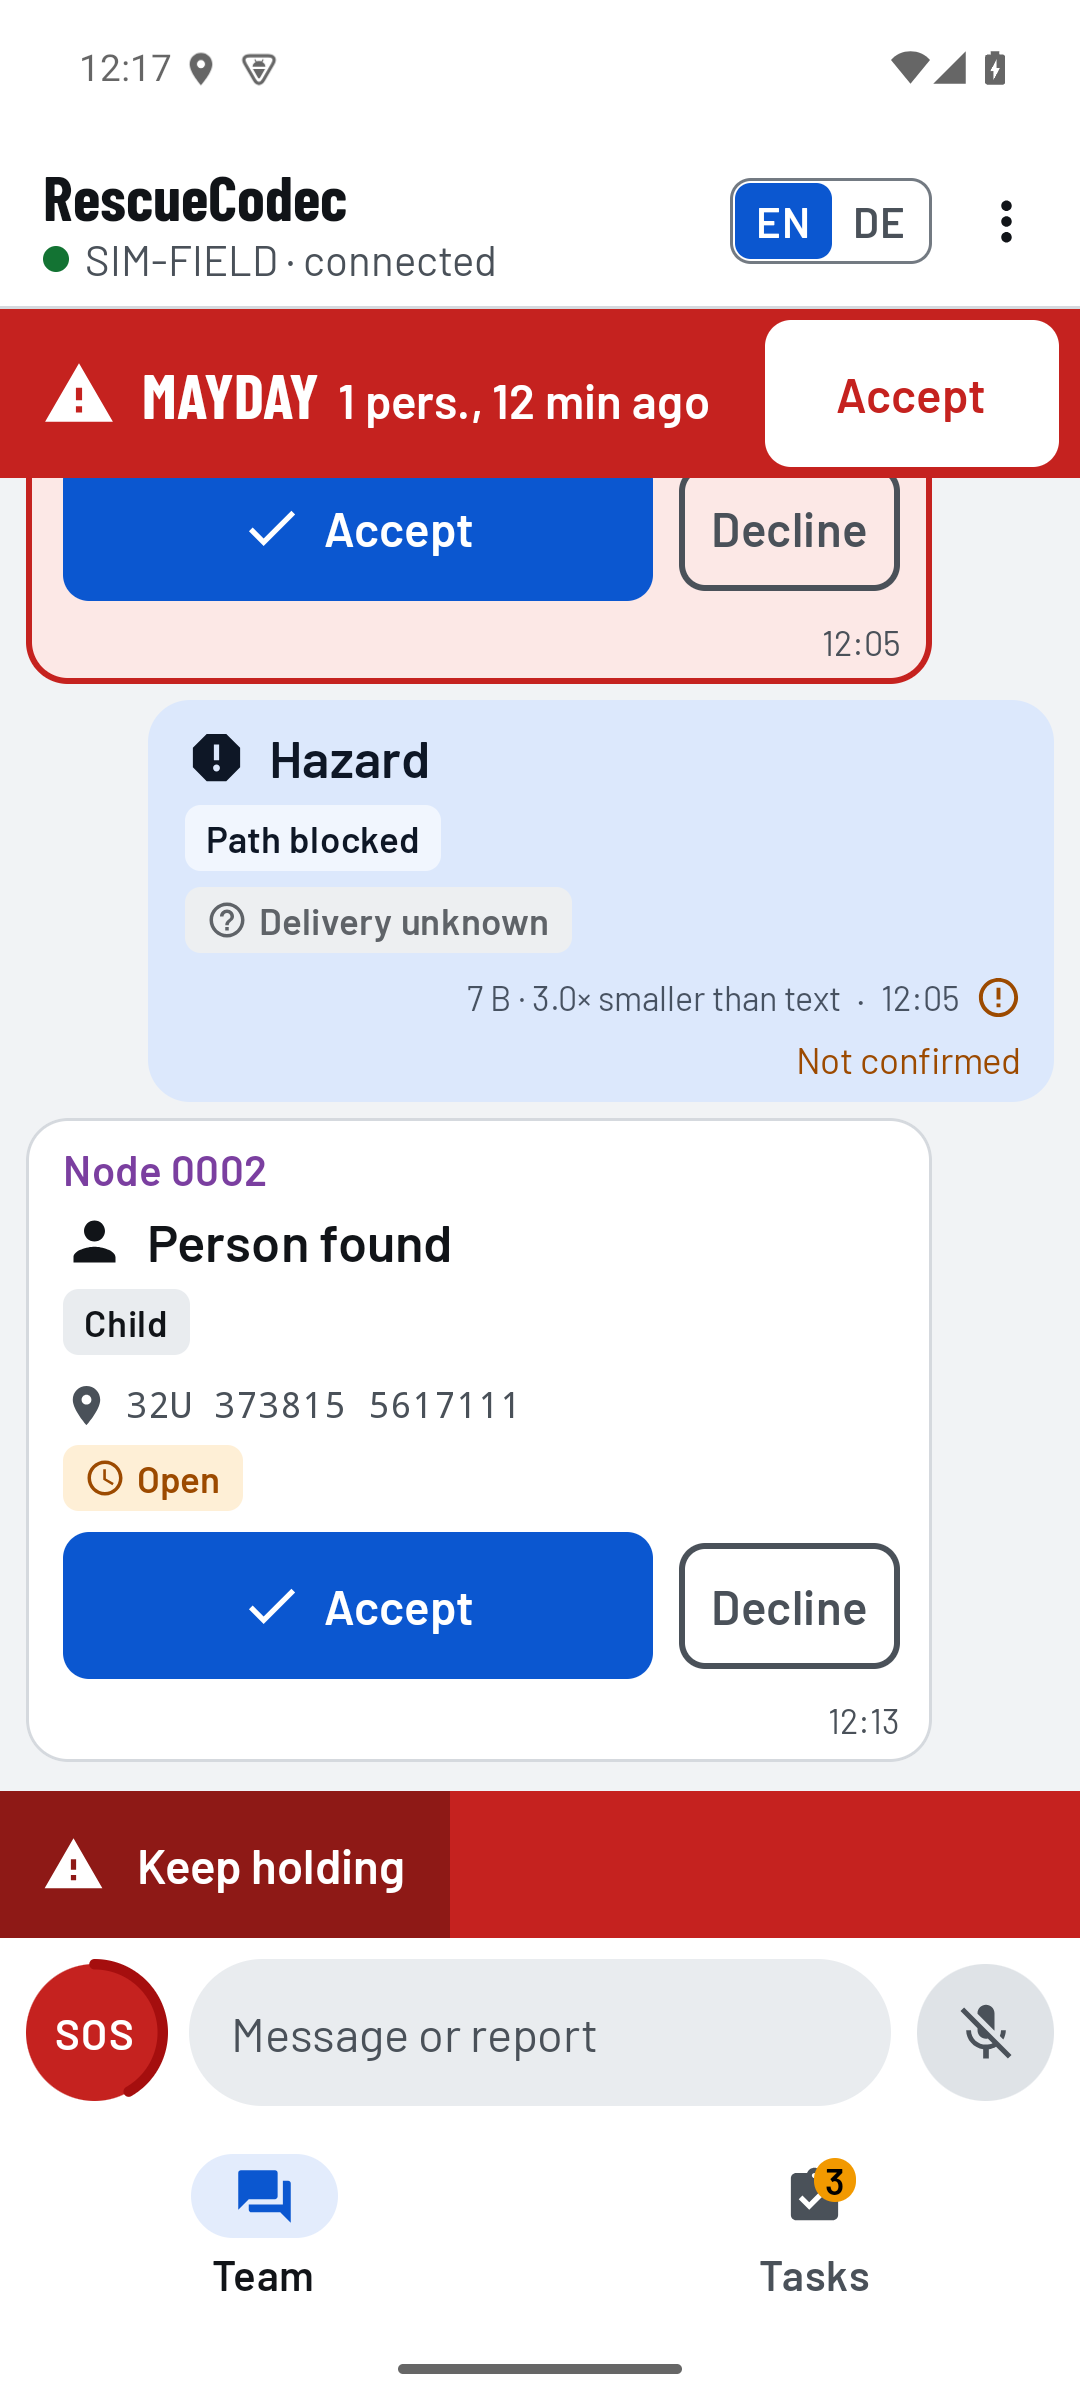 12:17
RescueCodec
SIM-FIELD · connected
EN DE
MAYDAY 1 pers., 12 min ago
Accept
Accept
Decline
12:05
Hazard
Path blocked
Delivery unknown
7 B · 3.0× smaller than text · 12:05
Not confirmed
Node 0002
Person found
Child
32U 373815 5617111
Open
Accept
Decline
12:13
Keep holding
SOS
Message or report
3
Team
Tasks